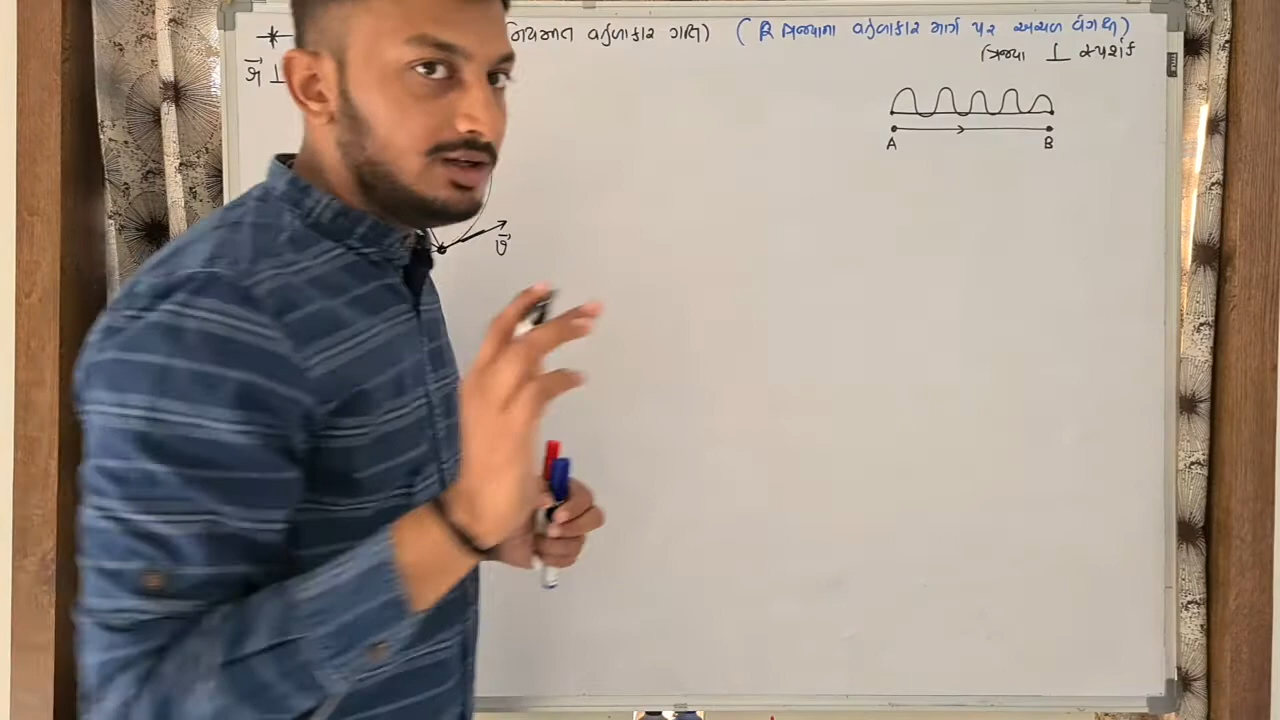 નિયમિત વર્તુળાકાર ગતિ) (R ત્રિજ્યાના વર્તુળાકાર માર્ગ પર અચળ વેગથી)
ત્રિજ્યા ⊥ સ્પર્શક
r⃗ ⊥
A B
v⃗